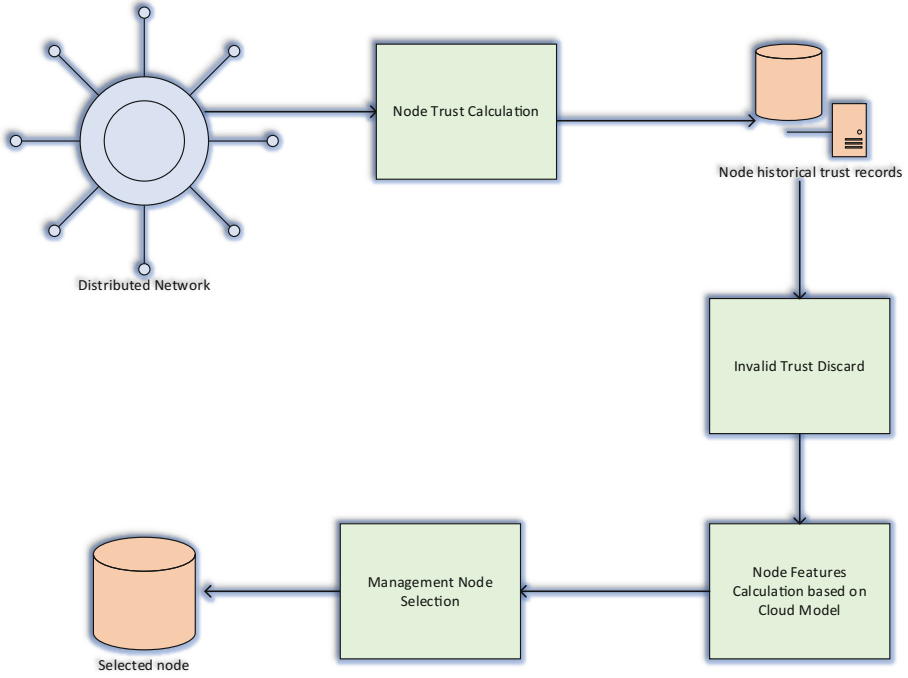 Node Trust Calculation
Node historical trust records
Distributed Network
Invalid Trust Discard
Node Features
Calculation based on
Cloud Model
Management Node
Selection
Selected node